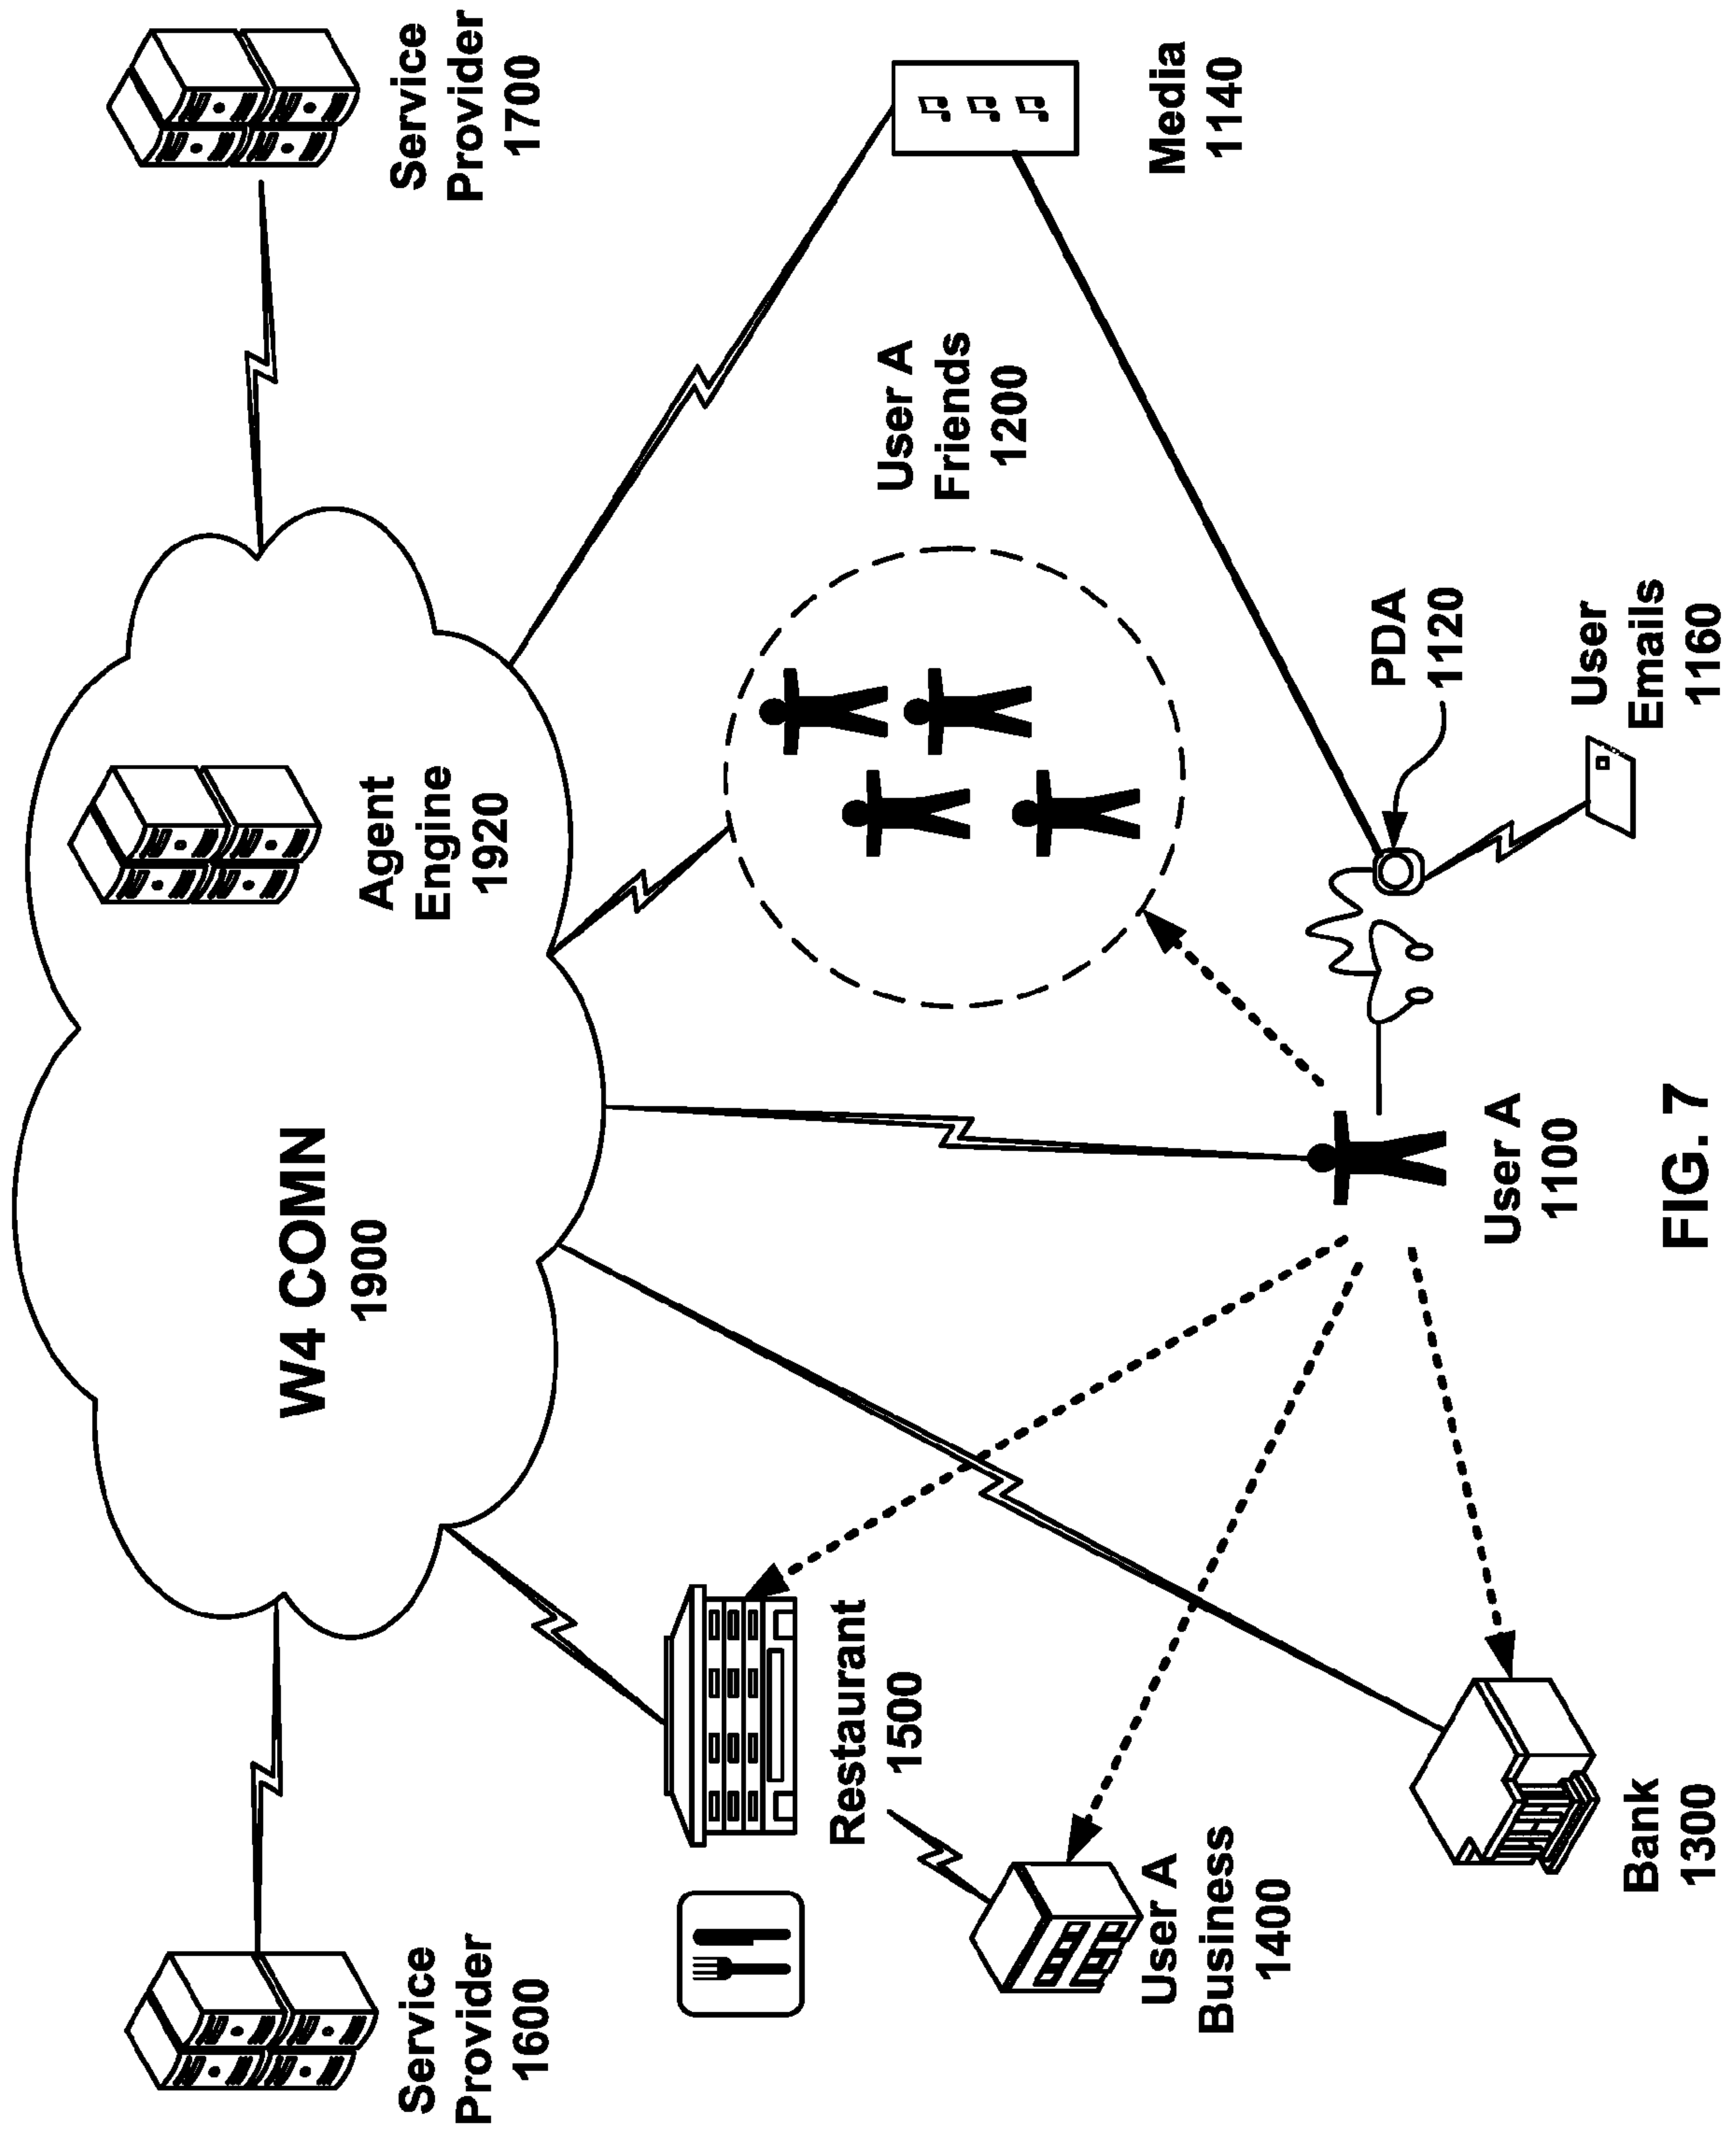 Service
Provider
1600
W4 COMN
1900
Agent
Engine
1920
Service
Provider
1700
Restaurant
1500
User A
Friends
1200
Media
1140
User A
Business
1400
PDA
1120
Bank
1300
User A
1100
User
Emails
1160
FIG. 7